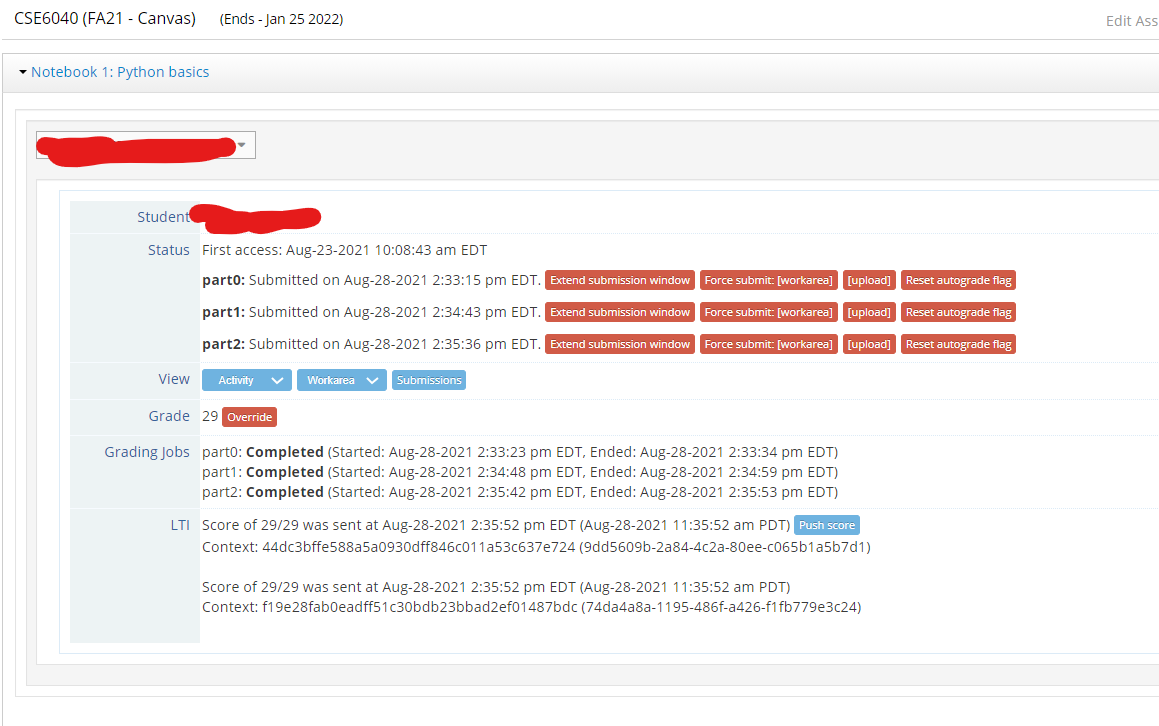 CSE6040 (FA21 - Canvas) (Ends - Jan 25 2022) Edit Ass
Notebook 1: Python basics
Student
Status First access: Aug-23-2021 10:08:43 am EDT
part0: Submitted on Aug-28-2021 2:33:15 pm EDT. Extend submission window Force submit: [workarea] [upload] Reset autograde flag
part1: Submitted on Aug-28-2021 2:34:43 pm EDT. Extend submission window Force submit: [workarea] [upload] Reset autograde flag
part2: Submitted on Aug-28-2021 2:35:36 pm EDT. Extend submission window Force submit: [workarea] [upload] Reset autograde flag
View Activity Workarea Submissions
Grade 29 Override
Grading Jobs part0: Completed (Started: Aug-28-2021 2:33:23 pm EDT, Ended: Aug-28-2021 2:33:34 pm EDT)
part1: Completed (Started: Aug-28-2021 2:34:48 pm EDT, Ended: Aug-28-2021 2:34:59 pm EDT)
part2: Completed (Started: Aug-28-2021 2:35:42 pm EDT, Ended: Aug-28-2021 2:35:53 pm EDT)
LTI Score of 29/29 was sent at Aug-28-2021 2:35:52 pm EDT (Aug-28-2021 11:35:52 am PDT) Push score
Context: 44dc3bffe588a5a0930dff846c011a53c637e724 (9dd5609b-2a84-4c2a-80ee-c065b1a5b7d1)
Score of 29/29 was sent at Aug-28-2021 2:35:52 pm EDT (Aug-28-2021 11:35:52 am PDT)
Context: f19e28fab0eadff51c30bdb23bbad2ef01487bdc (74da4a8a-1195-486f-a426-f1fb779e3c24)